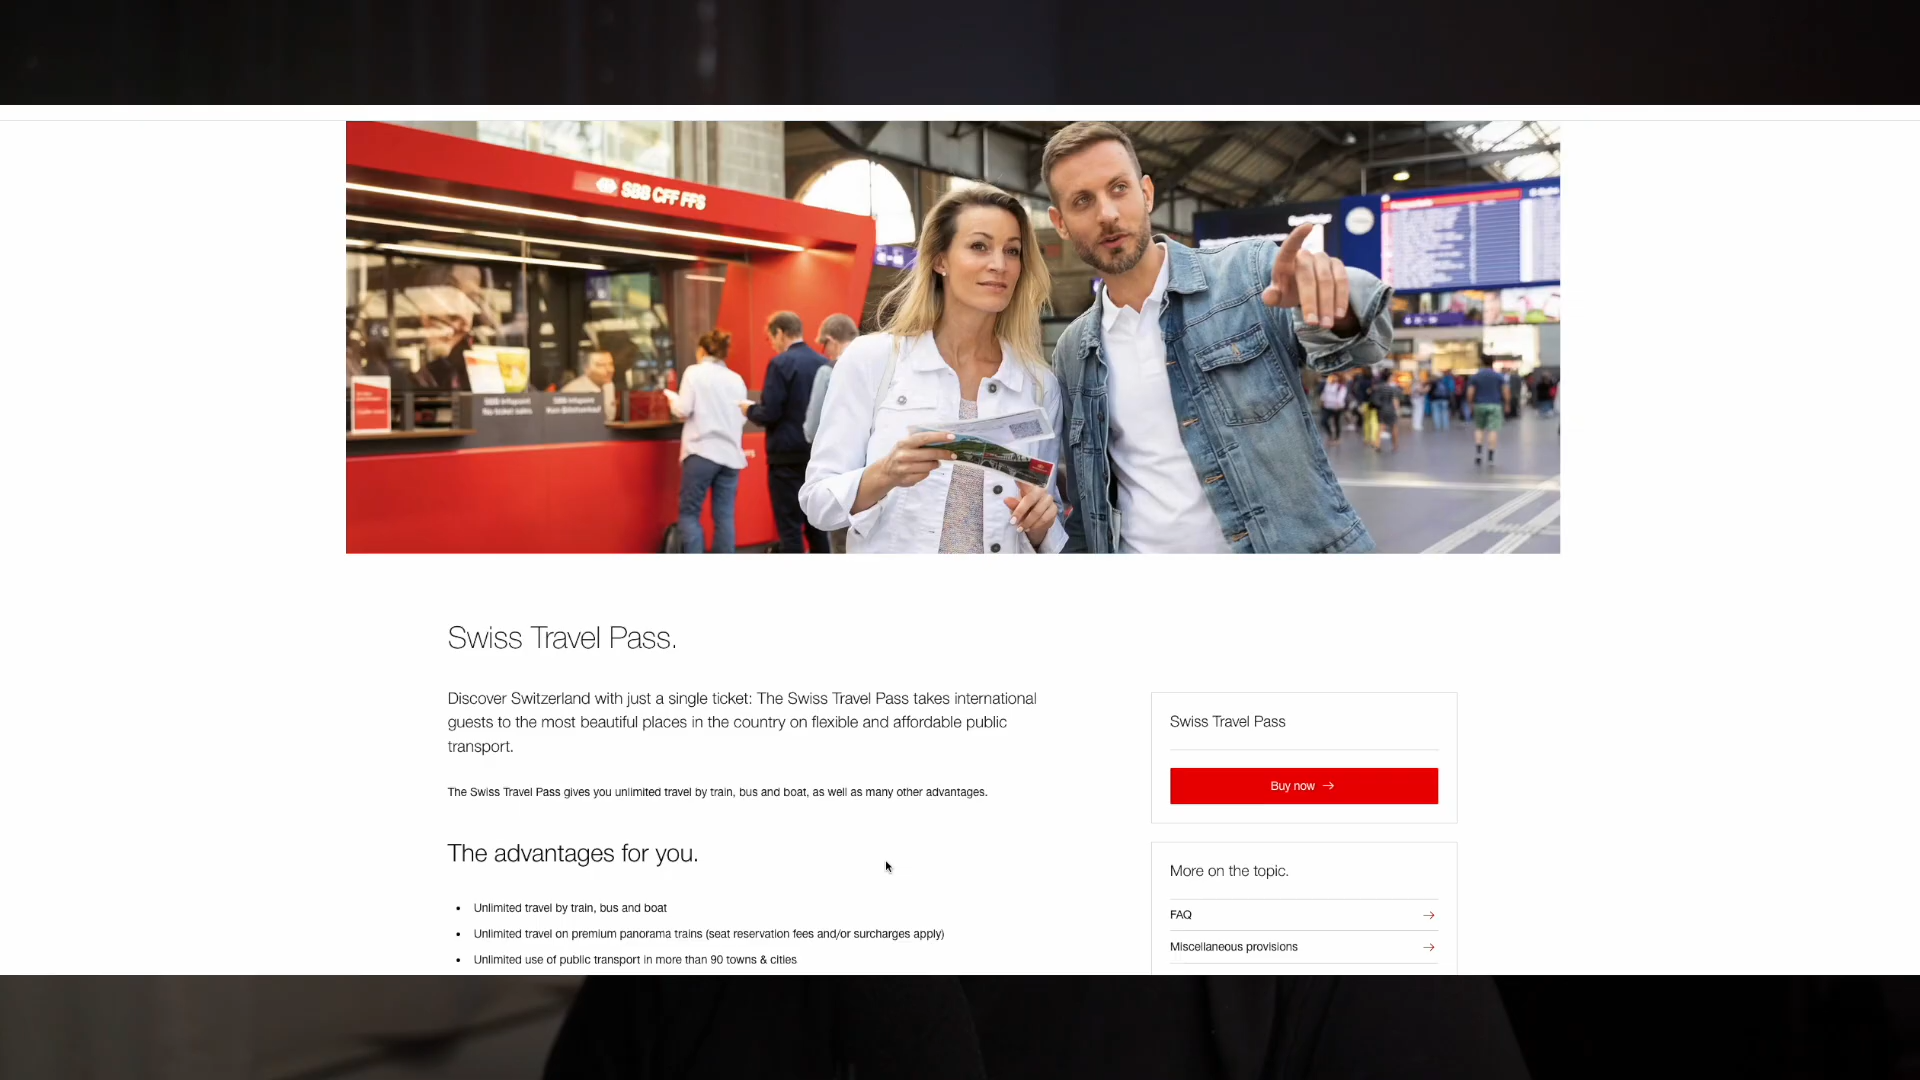 SBB CFF FFS
Swiss Travel Pass.
Discover Switzerland with just a single ticket: The Swiss Travel Pass takes international
guests to the most beautiful places in the country on flexible and affordable public
transport.
The Swiss Travel Pass gives you unlimited travel by train, bus and boat, as well as many other advantages.
The advantages for you.
• Unlimited travel by train, bus and boat
• Unlimited travel on premium panorama trains (seat reservation fees and/or surcharges apply)
• Unlimited use of public transport in more than 90 towns & cities
Swiss Travel Pass
Buy now →
More on the topic.
FAQ →
Miscellaneous provisions →